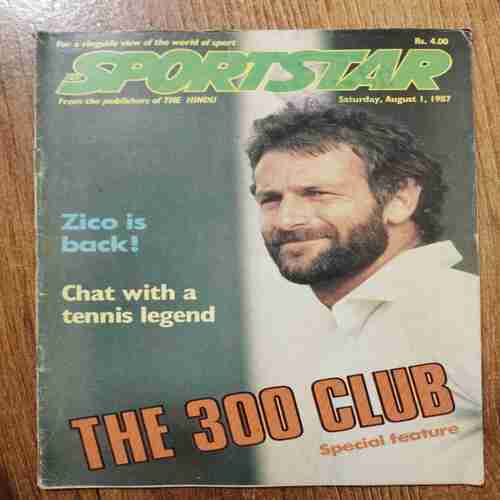 For a ringside view of the world of sport
Rs. 4.00
SPORTSTAR
From the publishers of THE HINDU
Saturday, August 1, 1987
Zico is
back!
Chat with a
tennis legend
THE 300 CLUB
Special feature